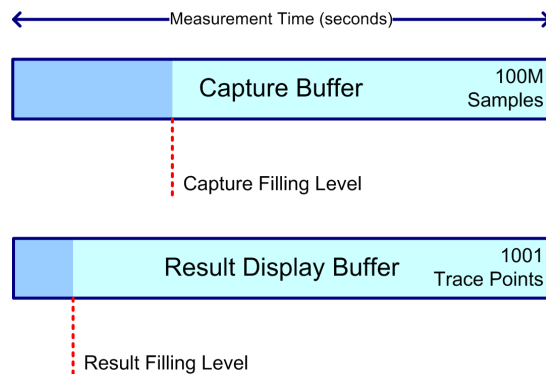 Measurement Time (seconds)
Capture Buffer
100M
Samples
Capture Filling Level
Result Display Buffer
1001
Trace Points
Result Filling Level